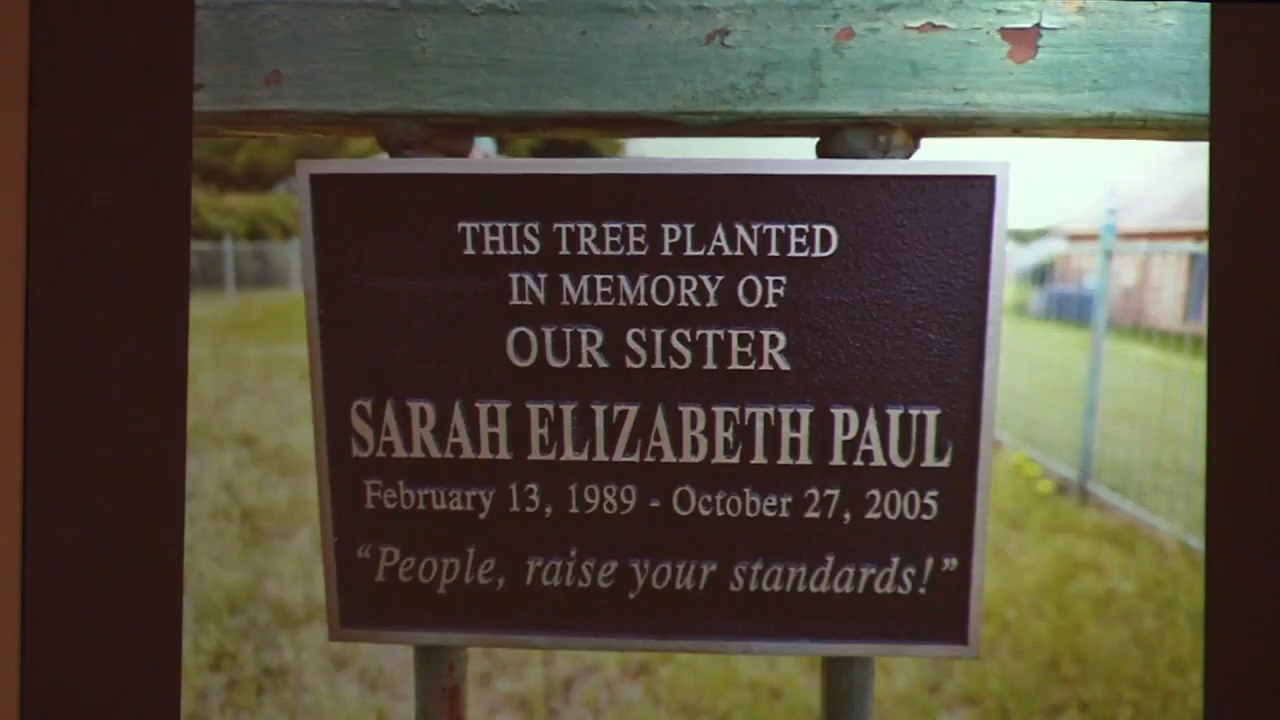 THIS TREE PLANTED
IN MEMORY OF
OUR SISTER
SARAH ELIZABETH PAUL
February 13, 1989 - October 27, 2005
“People, raise your standards!”